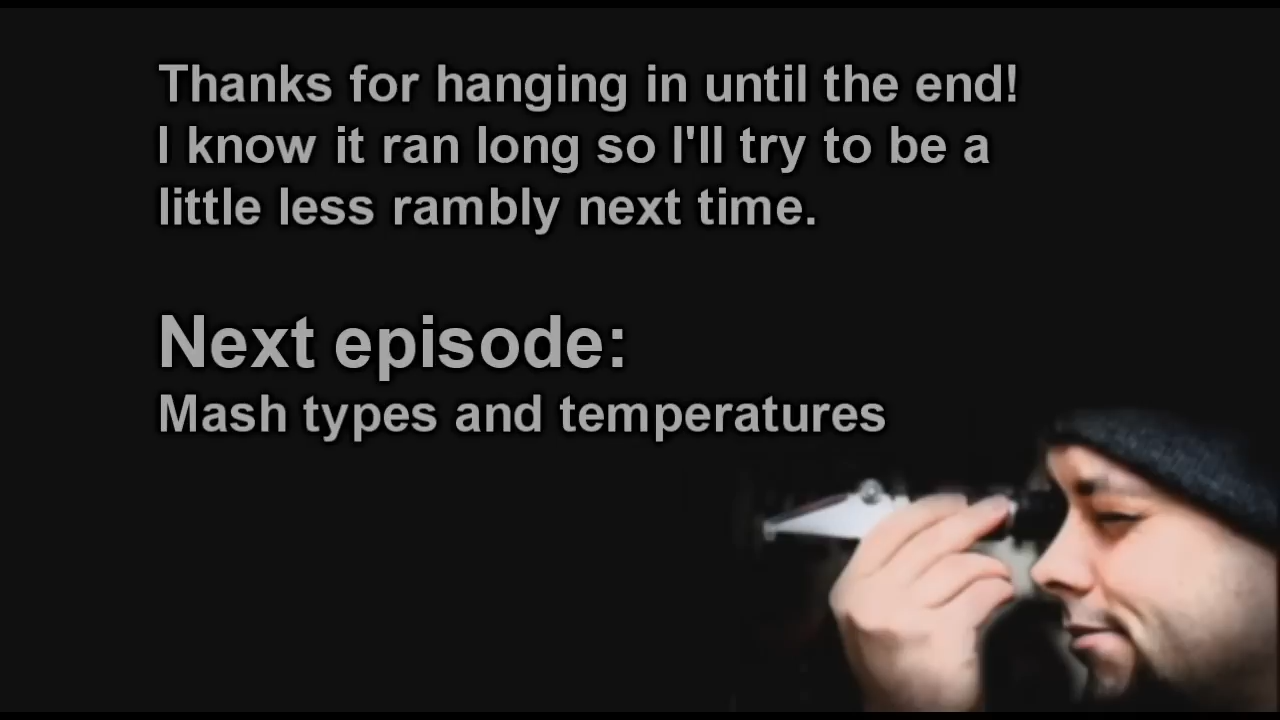 Thanks for hanging in until the end!
I know it ran long so I'll try to be a
little less rambly next time.
Next episode:
Mash types and temperatures